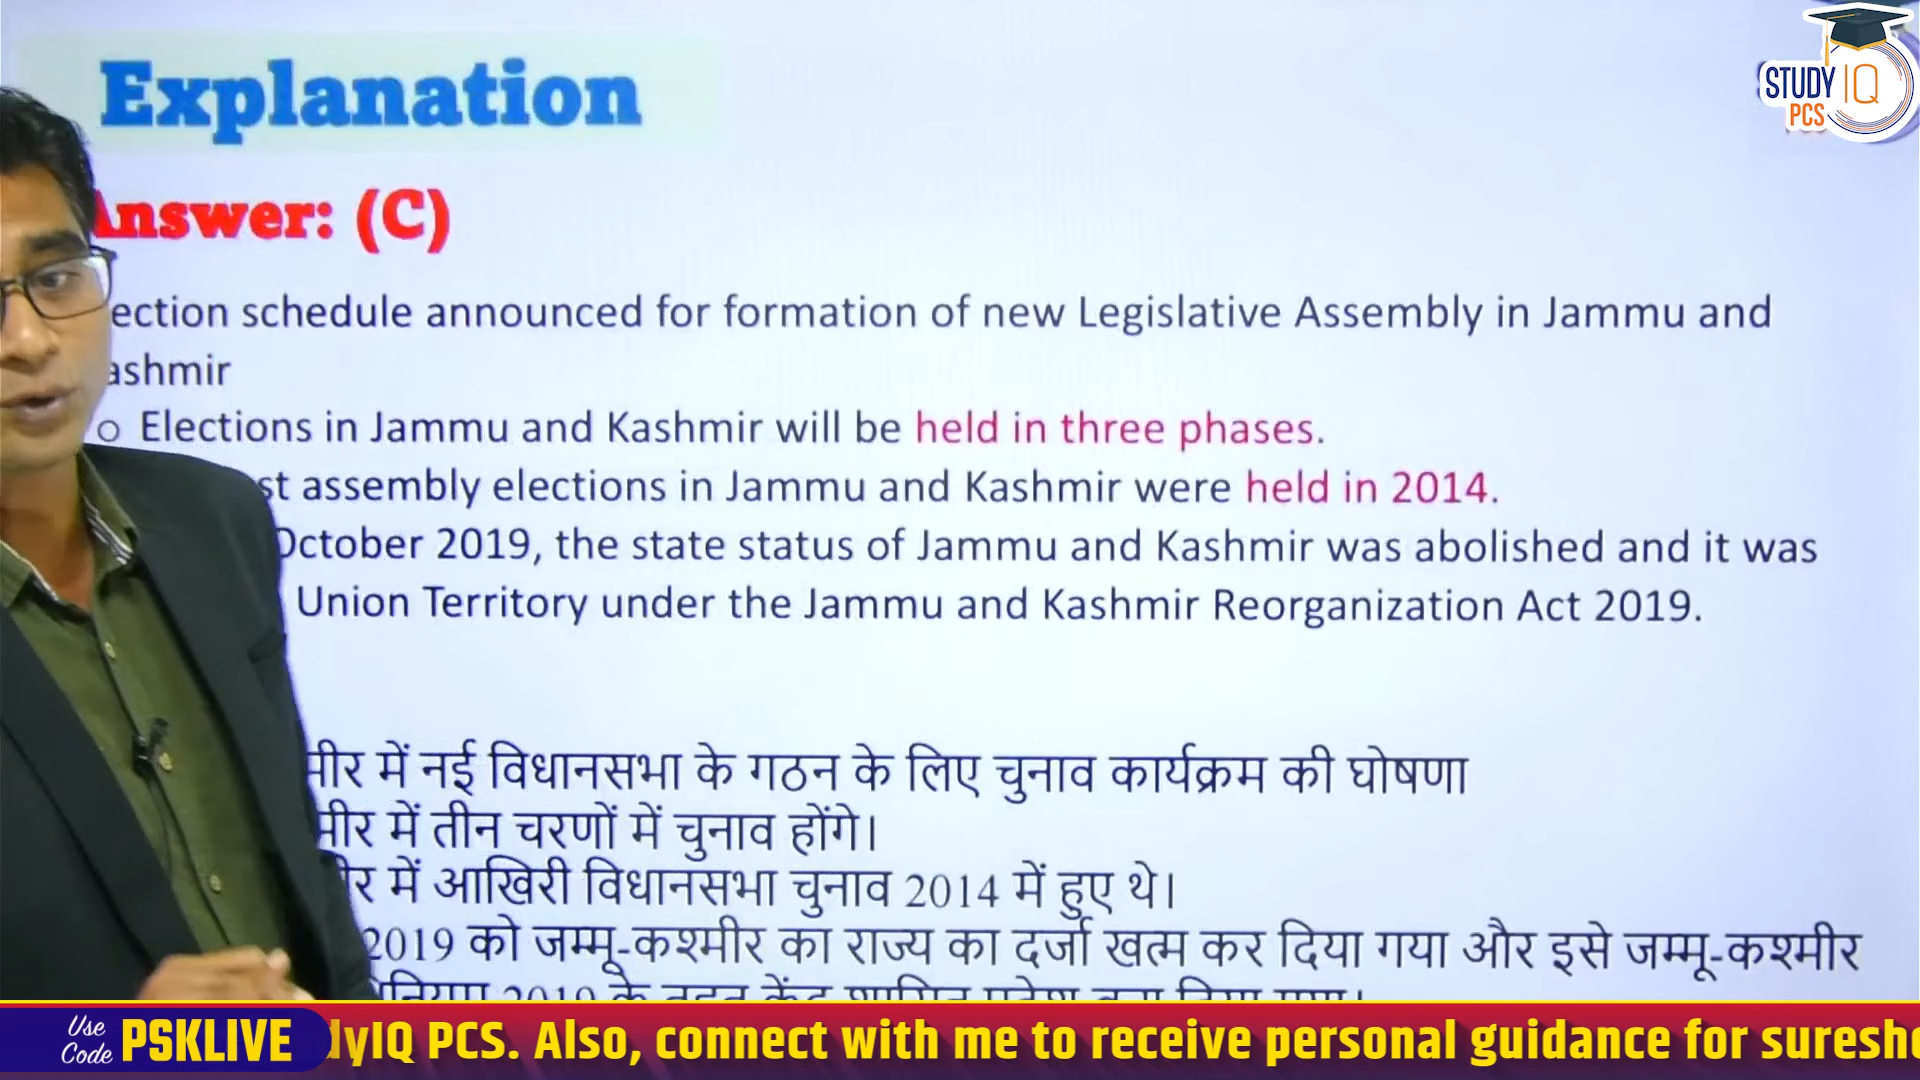 Explanation
STUDY IQ
PCS
Answer: (C)
ection schedule announced for formation of new Legislative Assembly in Jammu and
ashmir
o Elections in Jammu and Kashmir will be held in three phases.
st assembly elections in Jammu and Kashmir were held in 2014.
October 2019, the state status of Jammu and Kashmir was abolished and it was
Union Territory under the Jammu and Kashmir Reorganization Act 2019.
मीर में नई विधानसभा के गठन के लिए चुनाव कार्यक्रम की घोषणा
मीर में तीन चरणों में चुनाव होंगे।
र में आखिरी विधानसभा चुनाव 2014 में हुए थे।
2019 को जम्मू-कश्मीर का राज्य का दर्जा खत्म कर दिया गया और इसे जम्मू-कश्मीर
Use Code PSKLIVE
dyIQ PCS. Also, connect with me to receive personal guidance for suresh